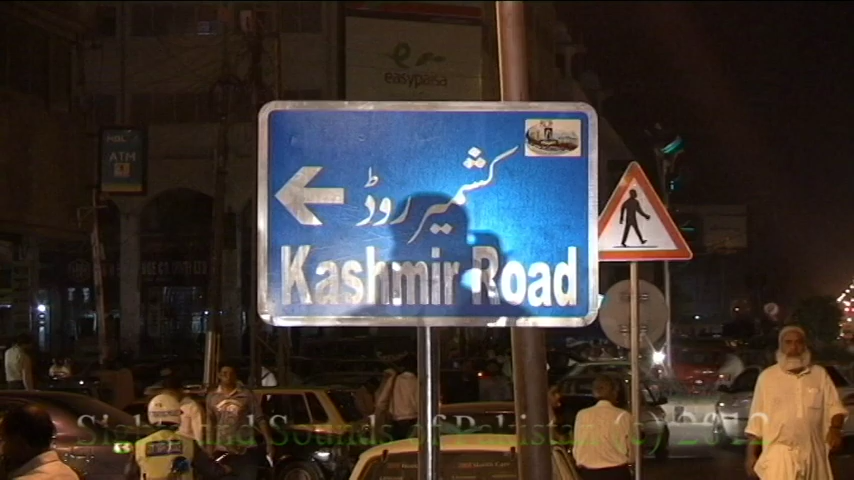 easypaisa
HBL
ATM
کشمیر روڈ
Kashmir Road
Sights and Sounds of Pakistan (c) 2012